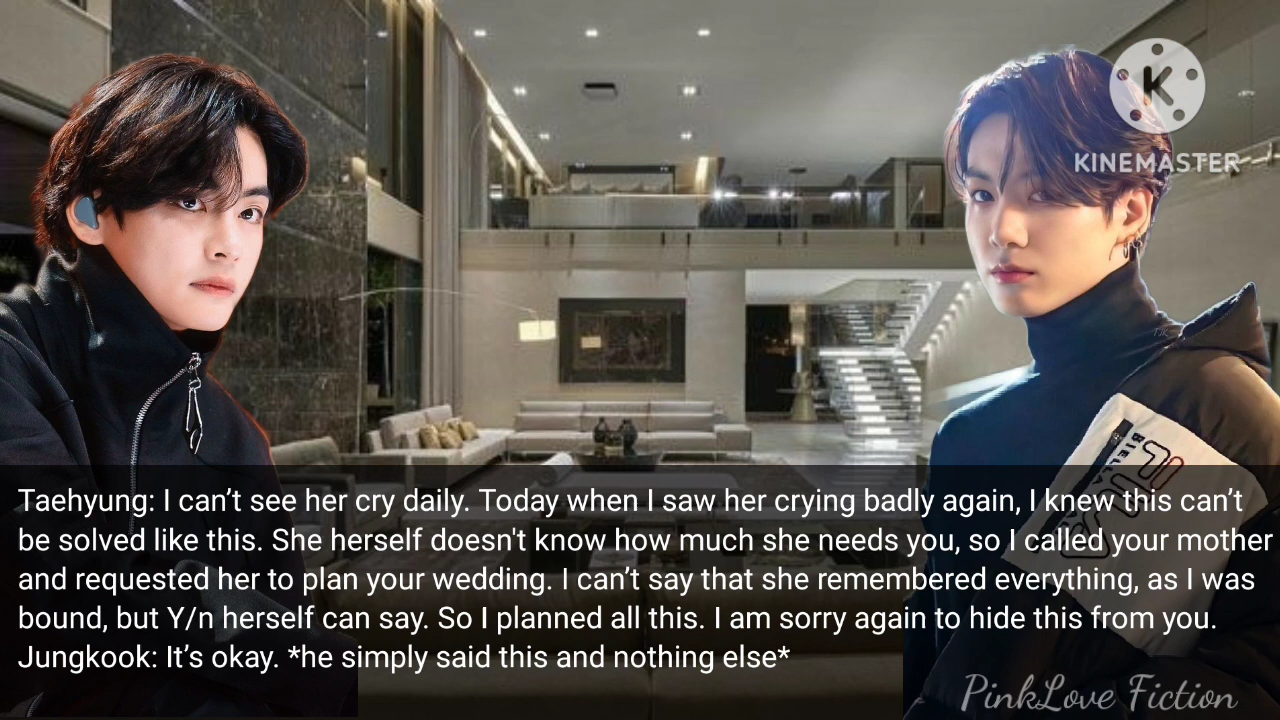 KINEMASTER
Taehyung: I can’t see her cry daily. Today when I saw her crying badly again, I knew this can’t
be solved like this. She herself doesn't know how much she needs you, so I called your mother
and requested her to plan your wedding. I can’t say that she remembered everything, as I was
bound, but Y/n herself can say. So I planned all this. I am sorry again to hide this from you.
Jungkook: It’s okay. *he simply said this and nothing else*
PinkLove Fiction